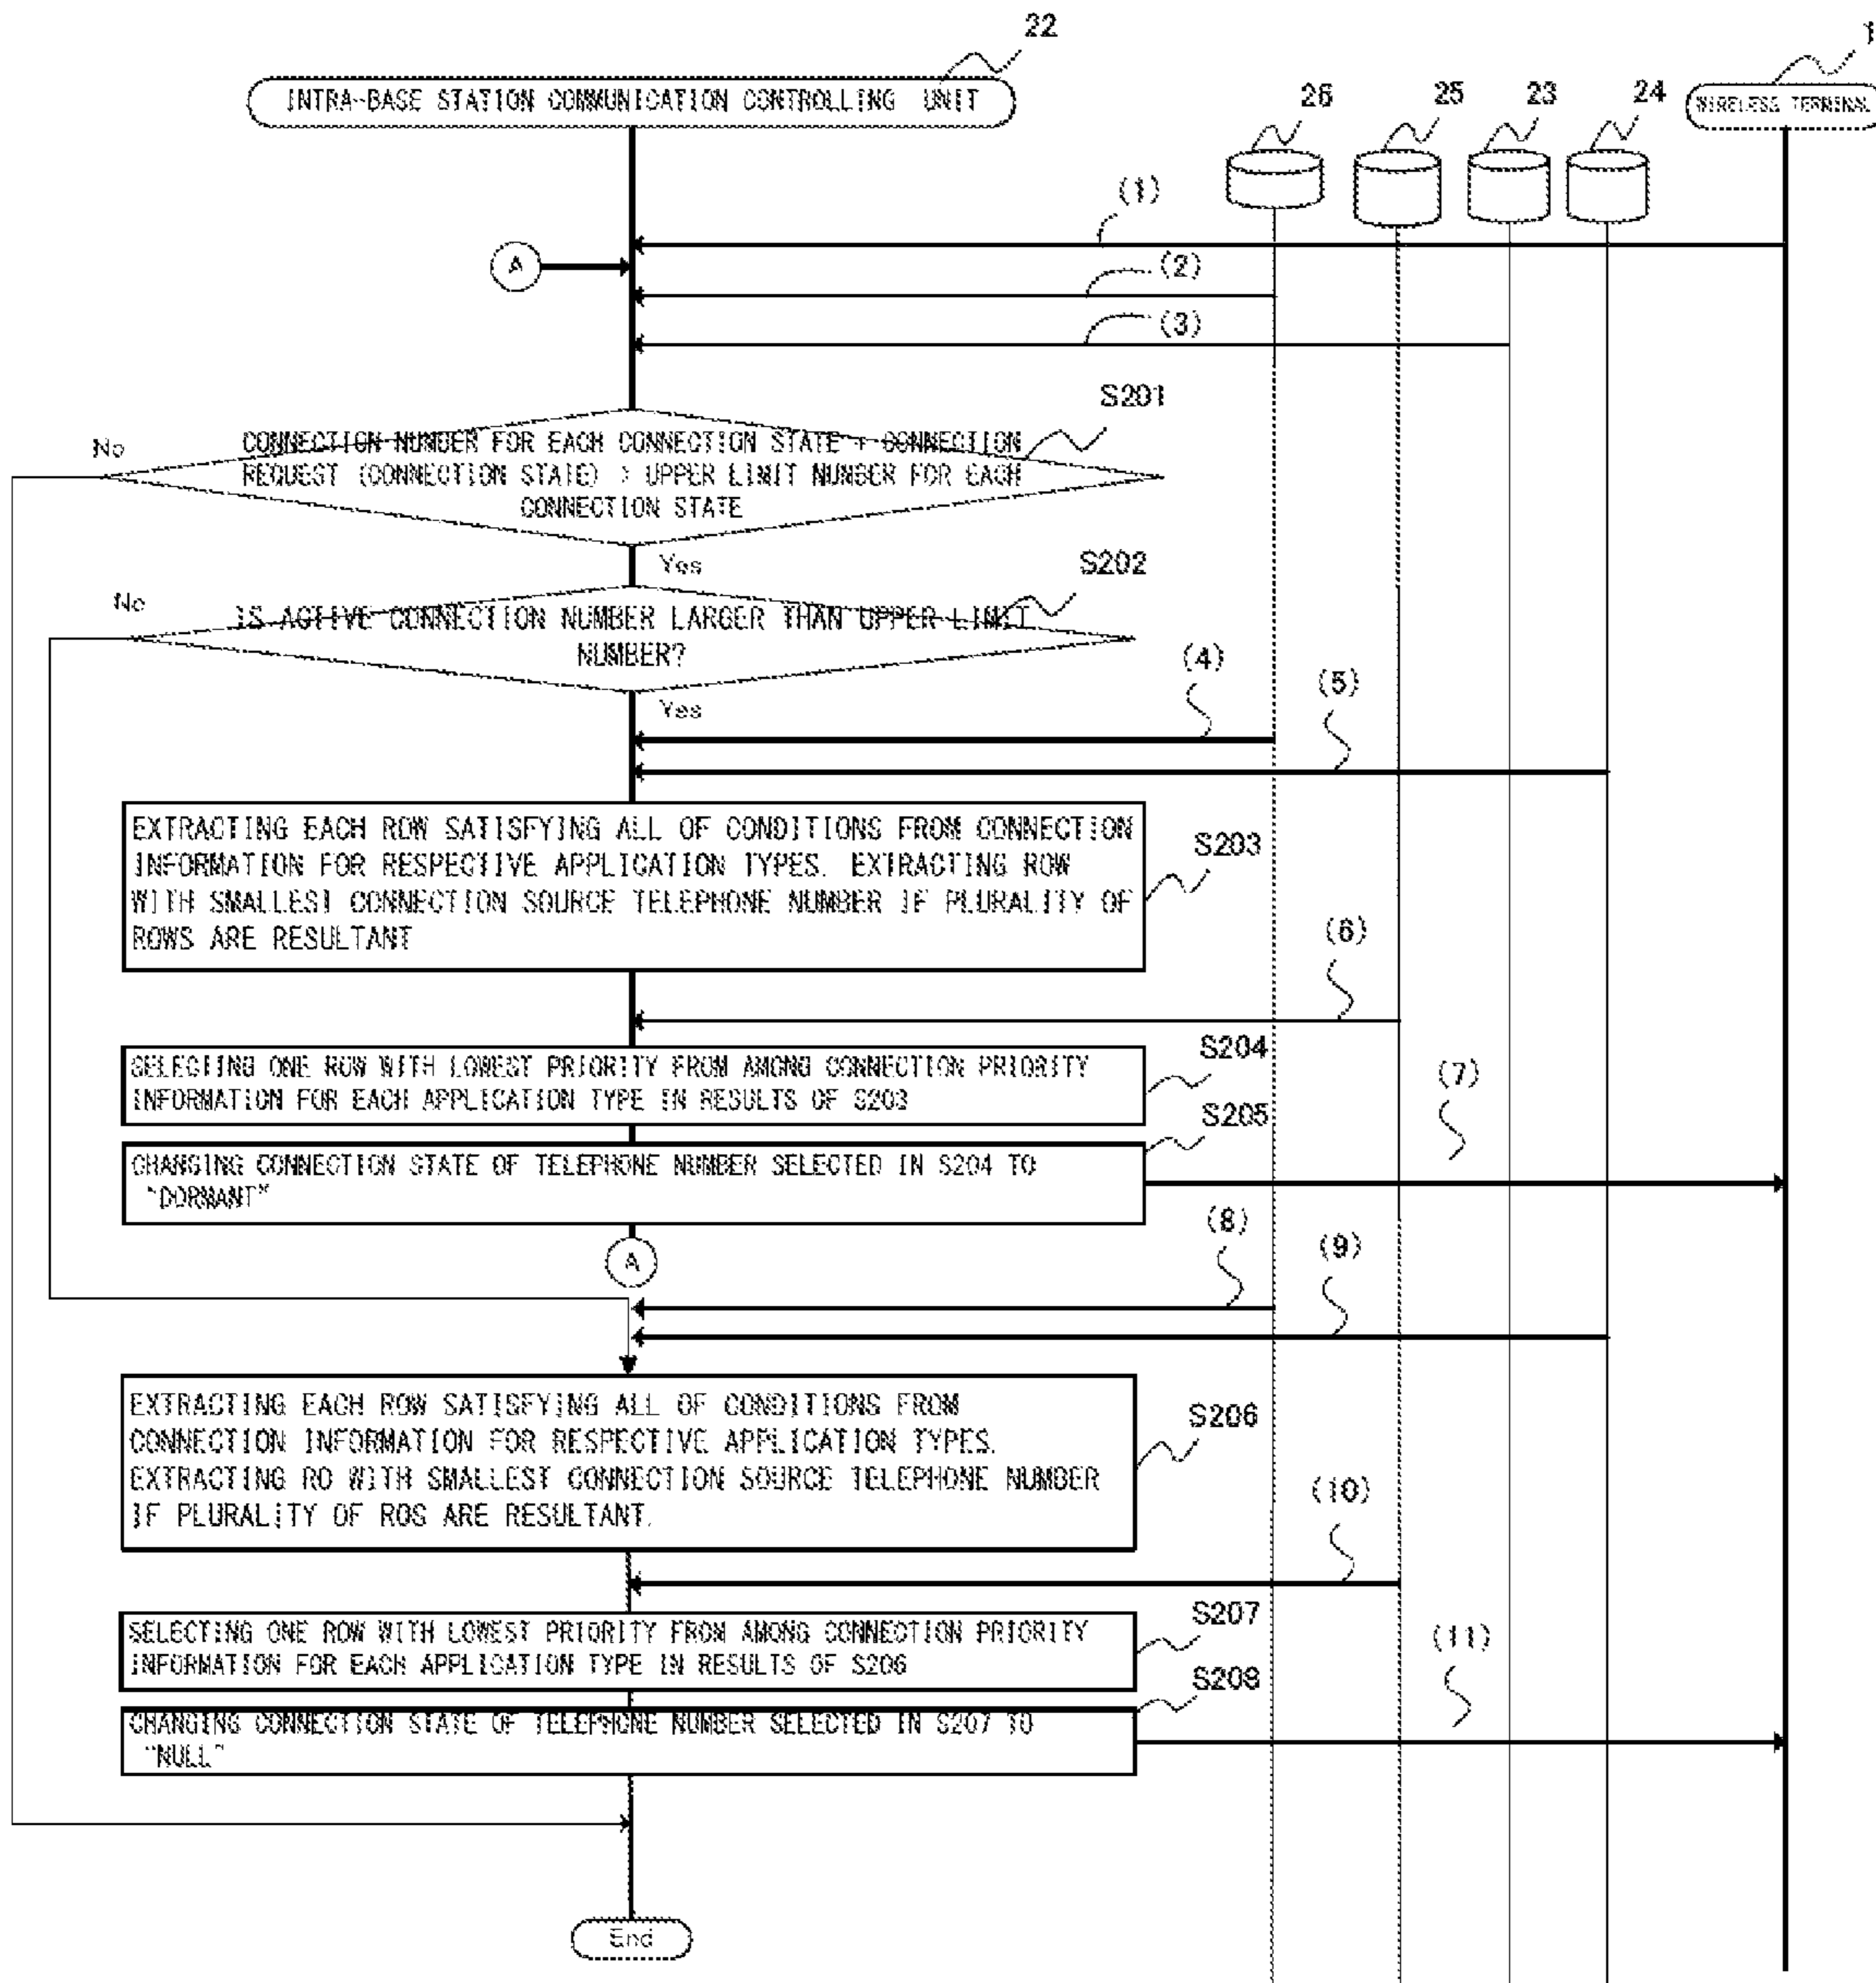 22
1
INTRA-BASE STATION COMMUNICATION CONTROLLING UNIT
26
25
23
24
WIRELESS TERMINAL
(1)
A
(2)
(3)
S201
No
CONNECTION NUMBER FOR EACH CONNECTION STATE + CONNECTION
REQUEST (CONNECTION STATE) > UPPER LIMIT NUMBER FOR EACH
CONNECTION STATE
Yes
S202
No
IS ACTIVE CONNECTION NUMBER LARGER THAN UPPER LIMIT
NUMBER?
Yes
(4)
(5)
EXTRACTING EACH ROW SATISFYING ALL OF CONDITIONS FROM CONNECTION
INFORMATION FOR RESPECTIVE APPLICATION TYPES. EXTRACTING ROW
WITH SMALLEST CONNECTION SOURCE TELEPHONE NUMBER IF PLURALITY OF
ROWS ARE RESULTANT
S203
(6)
SELECTING ONE ROW WITH LOWEST PRIORITY FROM AMONG CONNECTION PRIORITY
INFORMATION FOR EACH APPLICATION TYPE IN RESULTS OF S203
S204
(7)
S205
CHANGING CONNECTION STATE OF TELEPHONE NUMBER SELECTED IN S204 TO
"DORMANT"
A
(8)
(9)
EXTRACTING EACH ROW SATISFYING ALL OF CONDITIONS FROM
CONNECTION INFORMATION FOR RESPECTIVE APPLICATION TYPES.
EXTRACTING RO WITH SMALLEST CONNECTION SOURCE TELEPHONE NUMBER
IF PLURALITY OF ROS ARE RESULTANT.
S206
(10)
SELECTING ONE ROW WITH LOWEST PRIORITY FROM AMONG CONNECTION PRIORITY
INFORMATION FOR EACH APPLICATION TYPE IN RESULTS OF S206
S207
(11)
S208
CHANGING CONNECTION STATE OF TELEPHONE NUMBER SELECTED IN S207 TO
"NULL"
End